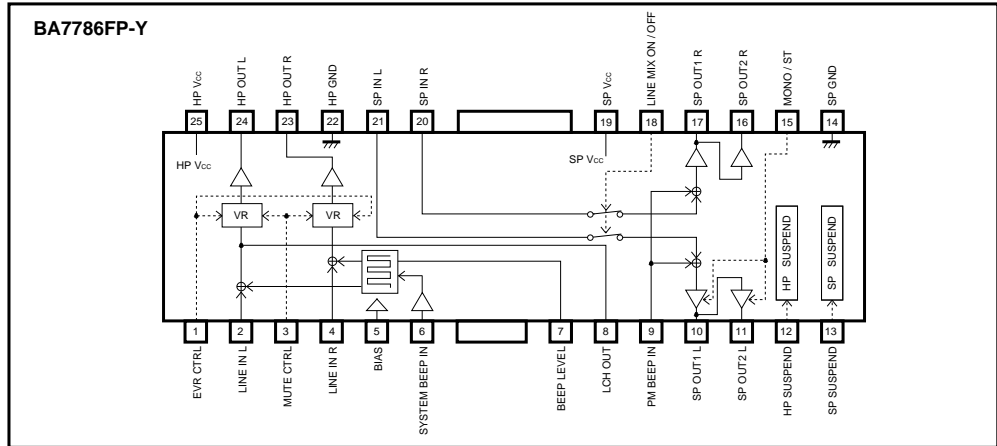 BA7786FP-Y
HP Vcc
HP OUT L
HP OUT R
HP GND
SP IN L
SP IN R
SP Vcc
LINE MIX ON / OFF
SP OUT1 R
SP OUT2 R
MONO / ST
SP GND
25
24
23
22
21
20
19
18
17
16
15
14
HP Vcc
SP Vcc
VR
VR
HP SUSPEND
SP SUSPEND
1
2
3
4
5
6
7
8
9
10
11
12
13
EVR CTRL
LINE IN L
MUTE CTRL
LINE IN R
BIAS
SYSTEM BEEP IN
BEEP LEVEL
LCH OUT
PM BEEP IN
SP OUT1 L
SP OUT2 L
HP SUSPEND
SP SUSPEND